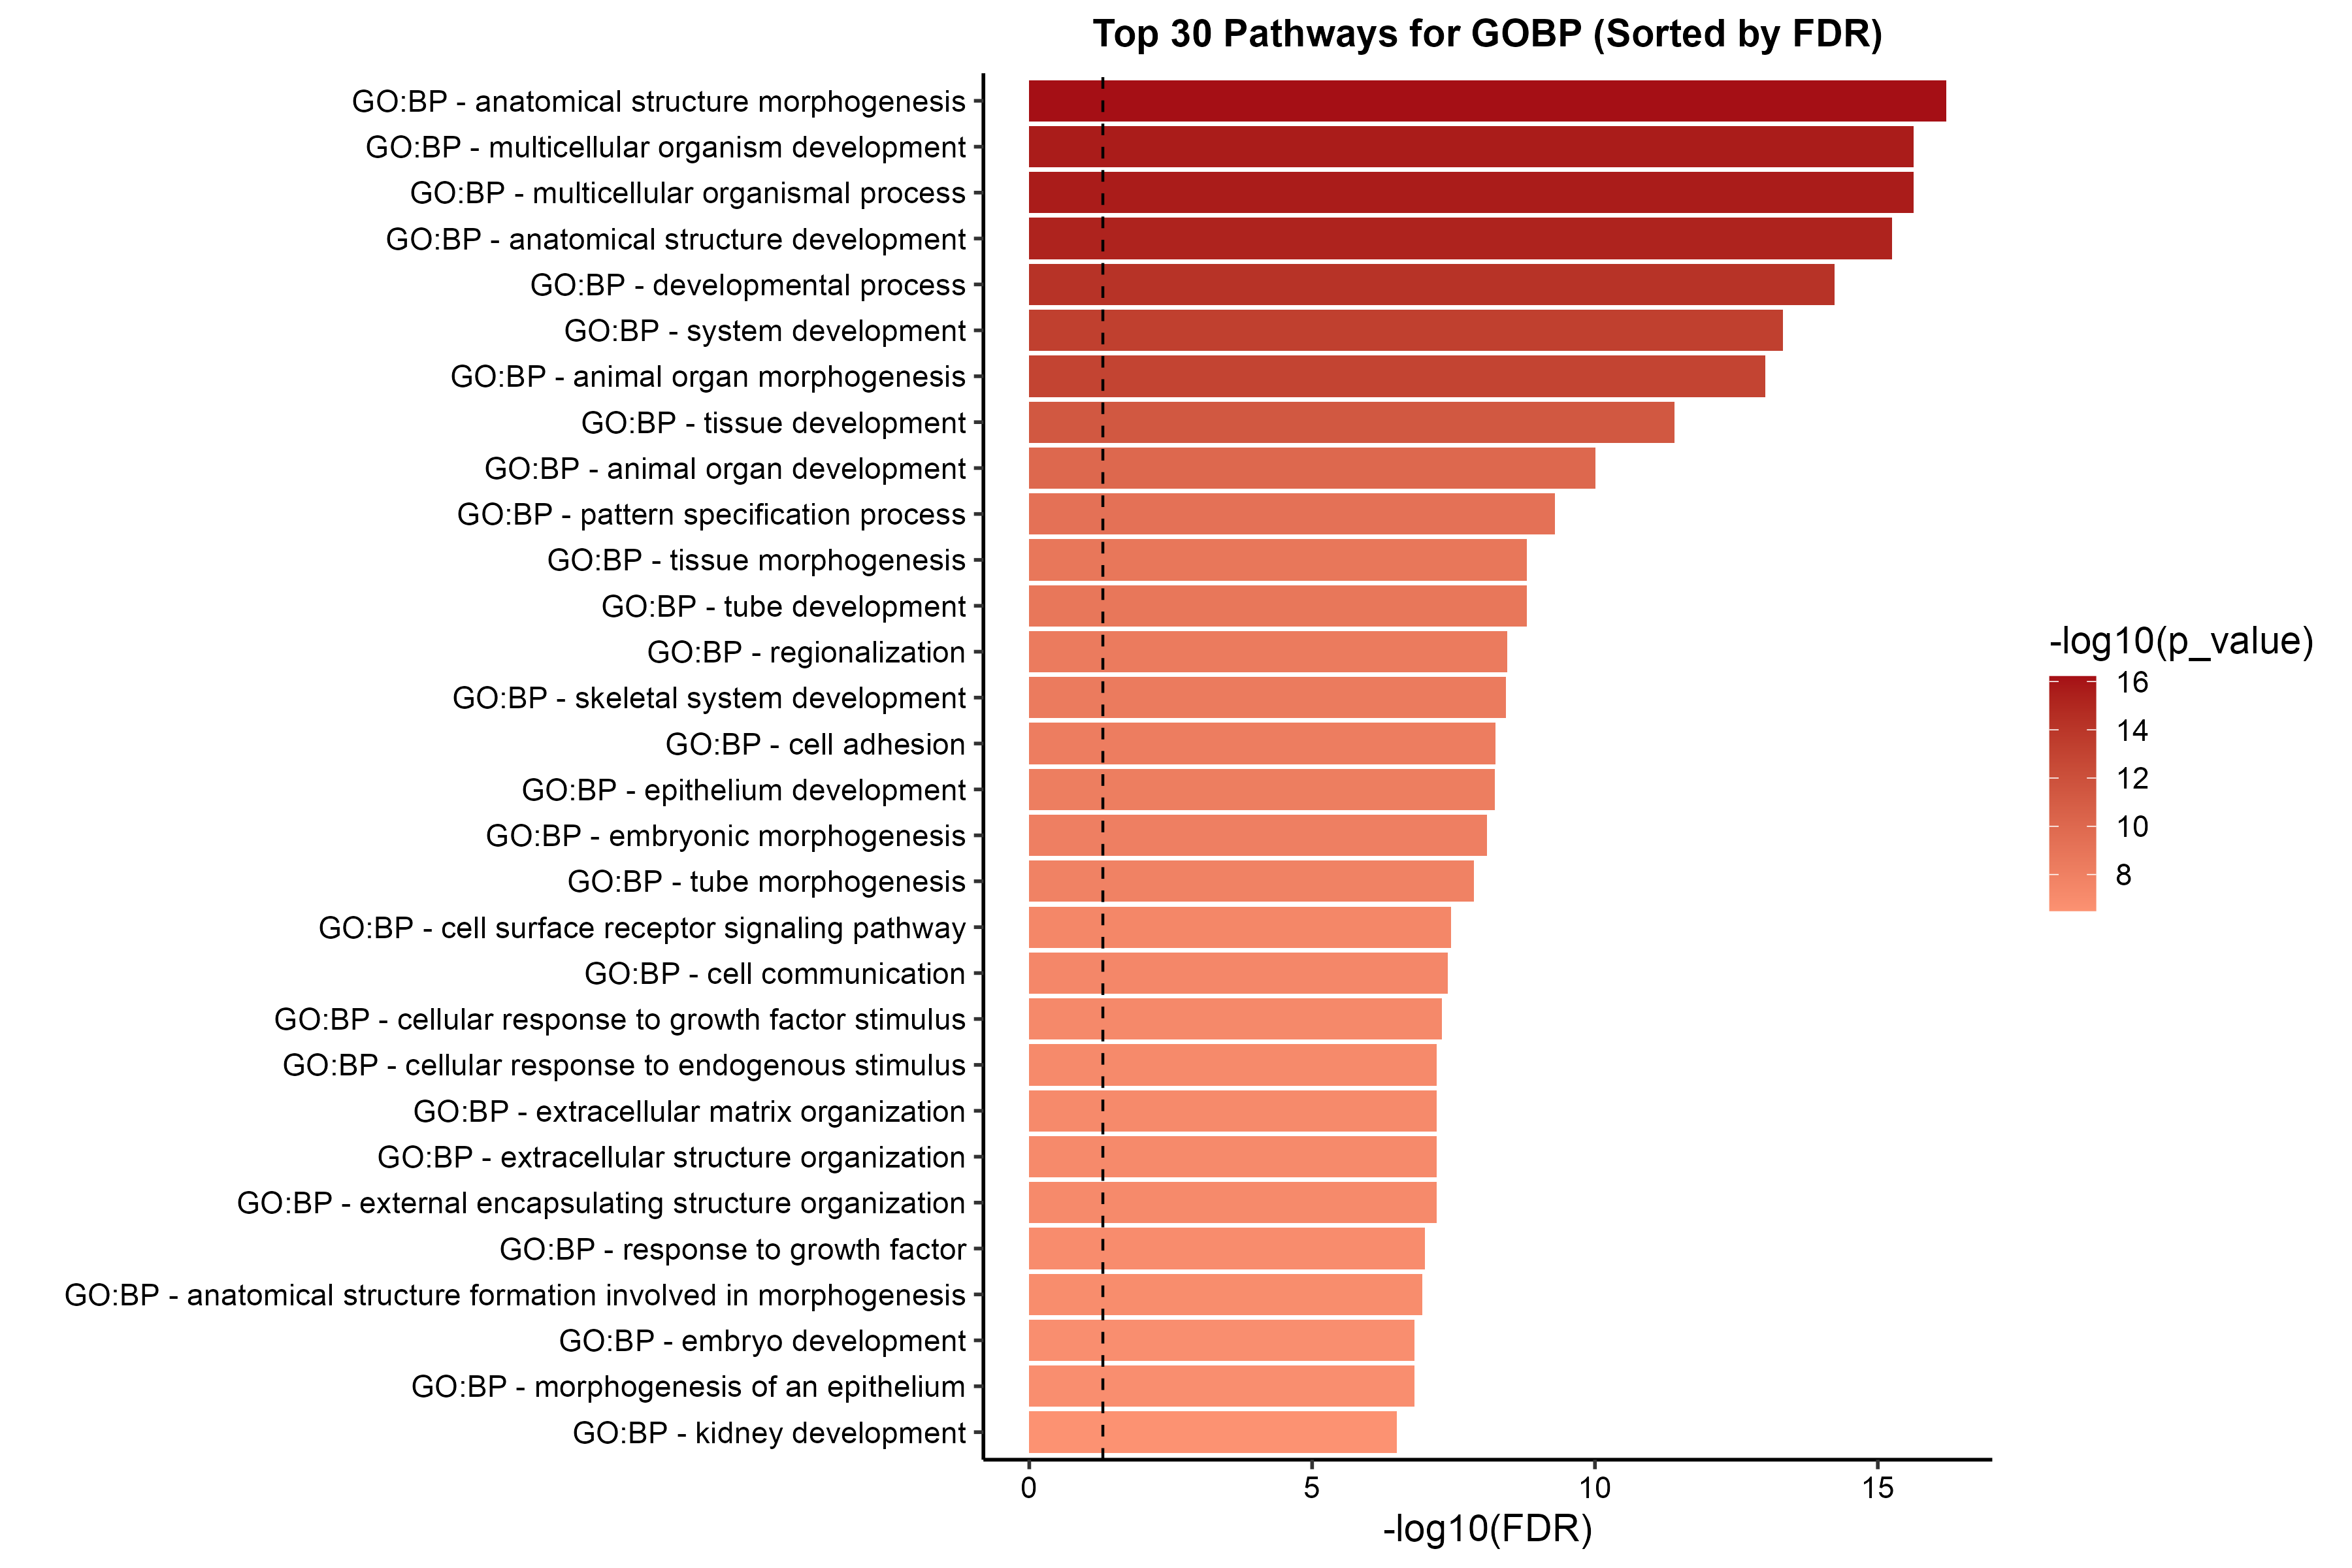 Top 30 Pathways for GOBP (Sorted by FDR)
GO:BP - anatomical structure morphogenesis
GO:BP - multicellular organism development
GO:BP - multicellular organismal process
GO:BP - anatomical structure development
GO:BP - developmental process
GO:BP - system development
GO:BP - animal organ morphogenesis
GO:BP - tissue development
GO:BP - animal organ development
GO:BP - pattern specification process
GO:BP - tissue morphogenesis
GO:BP - tube development
GO:BP - regionalization
GO:BP - skeletal system development
GO:BP - cell adhesion
GO:BP - epithelium development
GO:BP - embryonic morphogenesis
GO:BP - tube morphogenesis
GO:BP - cell surface receptor signaling pathway
GO:BP - cell communication
GO:BP - cellular response to growth factor stimulus
GO:BP - cellular response to endogenous stimulus
GO:BP - extracellular matrix organization
GO:BP - extracellular structure organization
GO:BP - external encapsulating structure organization
GO:BP - response to growth factor
GO:BP - anatomical structure formation involved in morphogenesis
GO:BP - embryo development
GO:BP - morphogenesis of an epithelium
GO:BP - kidney development
0 5 10 15
-log10(FDR)
-log10(p_value)
16
14
12
10
8